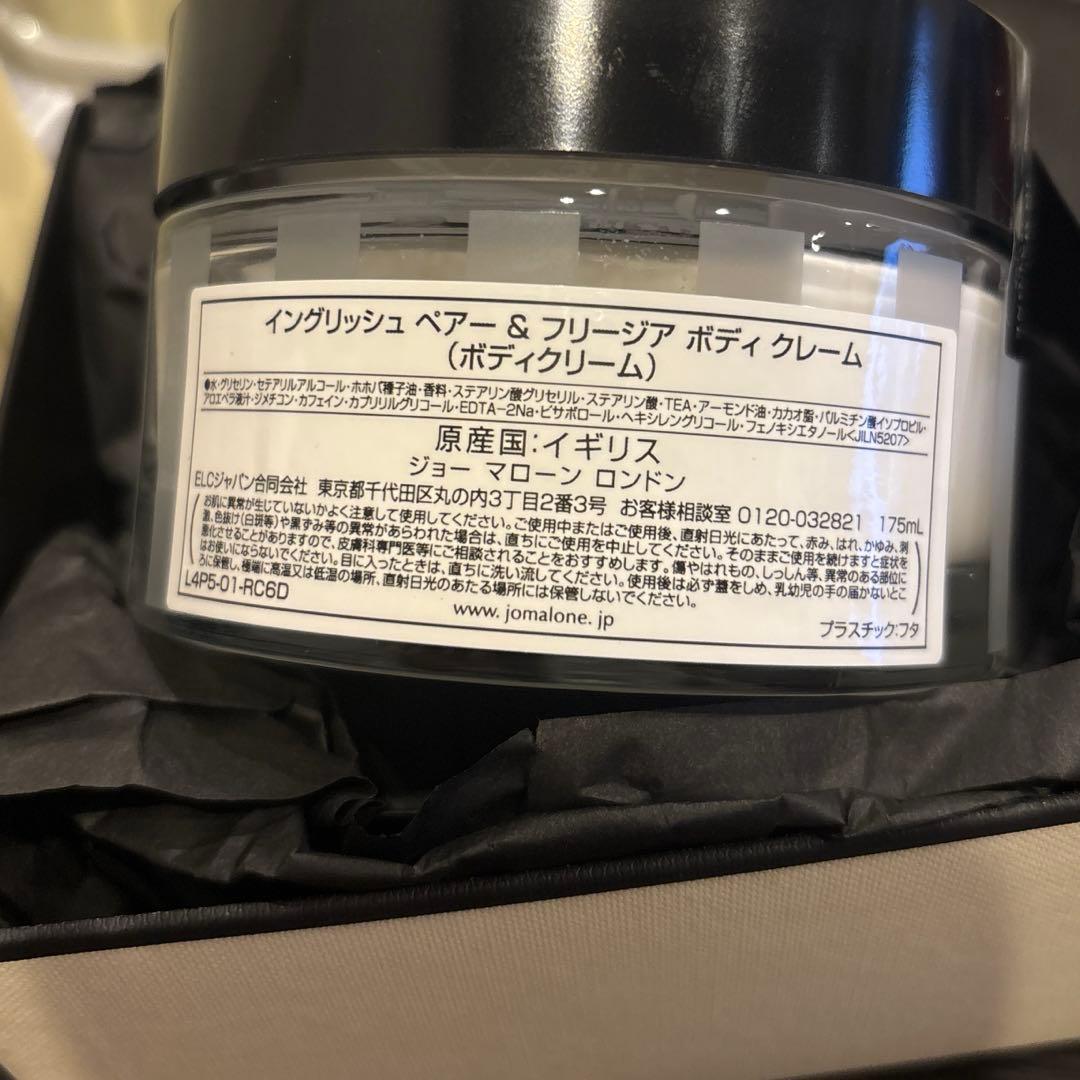 イングリッシュ ペアー & フリージア ボディ クレーム
(ボディクリーム)
●水・グリセリン・セテアリルアルコール・ホホバ種子油・香料・ステアリン酸グリセリル・ステアリン酸・TEA・アーモンド油・カカオ脂・パルミチン酸イソプロピル・
アロエベラ液汁・ジメチコン・カフェイン・カプリリルグリコール・EDTA-2Na・ビサボロール・ヘキシレングリコール・フェノキシエタノール<JILN5207>
原産国:イギリス
ジョー マローン ロンドン
ELCジャパン合同会社 東京都千代田区丸の内3丁目2番3号 お客様相談室 0120-032821 175mL
お肌に異常が生じていないかよく注意して使用してください。ご使用中またはご使用後、直射日光にあたって、赤み、はれ、かゆみ、刺
激、色抜け(白斑等)や黒ずみ等の異常があらわれた場合は、直ちにご使用を中止してください。そのままご使用を続けますと症状を
悪化させることがありますので、皮膚科専門医等にご相談されることをおすすめします。傷やはれもの、しっしん等、異常のある部位に
はお使いにならないでください。目に入ったときは、直ちに洗い流してください。使用後は必ず蓋をしめ、乳幼児の手の届かないとこ
ろに保管し、極端に高温又は低温の場所、直射日光のあたる場所には保管しないでください。
L4P5-01-RC6D
www. jomalone. jp
プラスチック:フタ